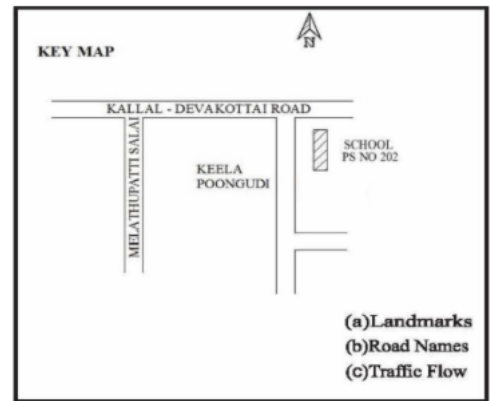 N
KEY MAP
KALLAL - DEVAKOTTAI ROAD
MELATHUPATTI SALAI
SCHOOL
PS NO 202
KEELA
POONGUDI
(a)Landmarks
(b)Road Names
(c)Traffic Flow